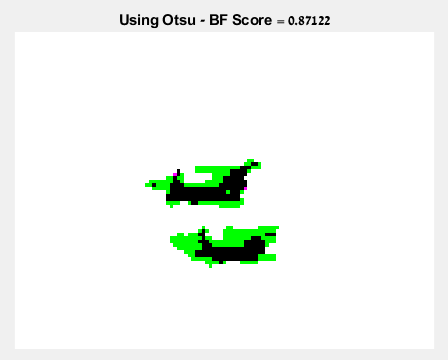 Using Otsu - BF Score = 0.87122